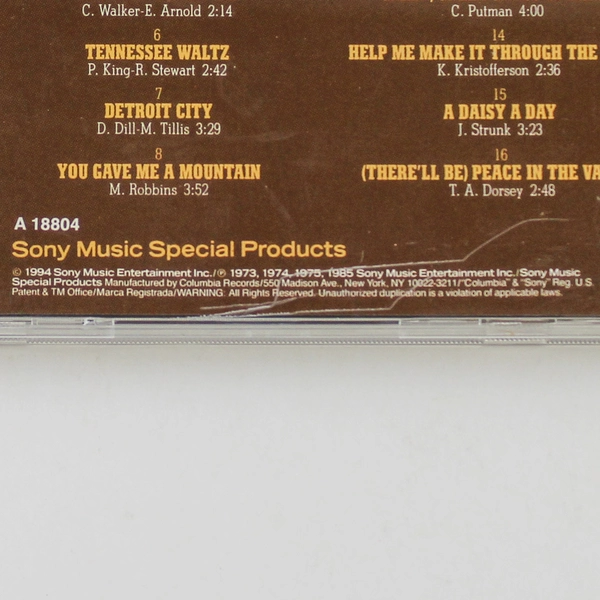 C. Walker-E. Arnold 2:14
6
TENNESSEE WALTZ
P. King-R. Stewart 2:42
7
DETROIT CITY
D. Dill-M. Tillis 3:29
8
YOU GAVE ME A MOUNTAIN
M. Robbins 3:52
C. Putman 4:00
14
HELP ME MAKE IT THROUGH THE
K. Kristofferson 2:36
15
A DAISY A DAY
J. Strunk 3:23
16
(THERE'LL BE) PEACE IN THE VA
T. A. Dorsey 2:48
A 18804
Sony Music Special Products
© 1994 Sony Music Entertainment Inc./℗ 1973, 1974, 1975, 1985 Sony Music Entertainment Inc./Sony Music
Special Products Manufactured by Columbia Records/550 Madison Ave., New York, NY 10022-3211/"Columbia" & "Sony" Reg. U.S.
Patent & TM Office/Marca Registrada/WARNING: All Rights Reserved. Unauthorized duplication is a violation of applicable laws.